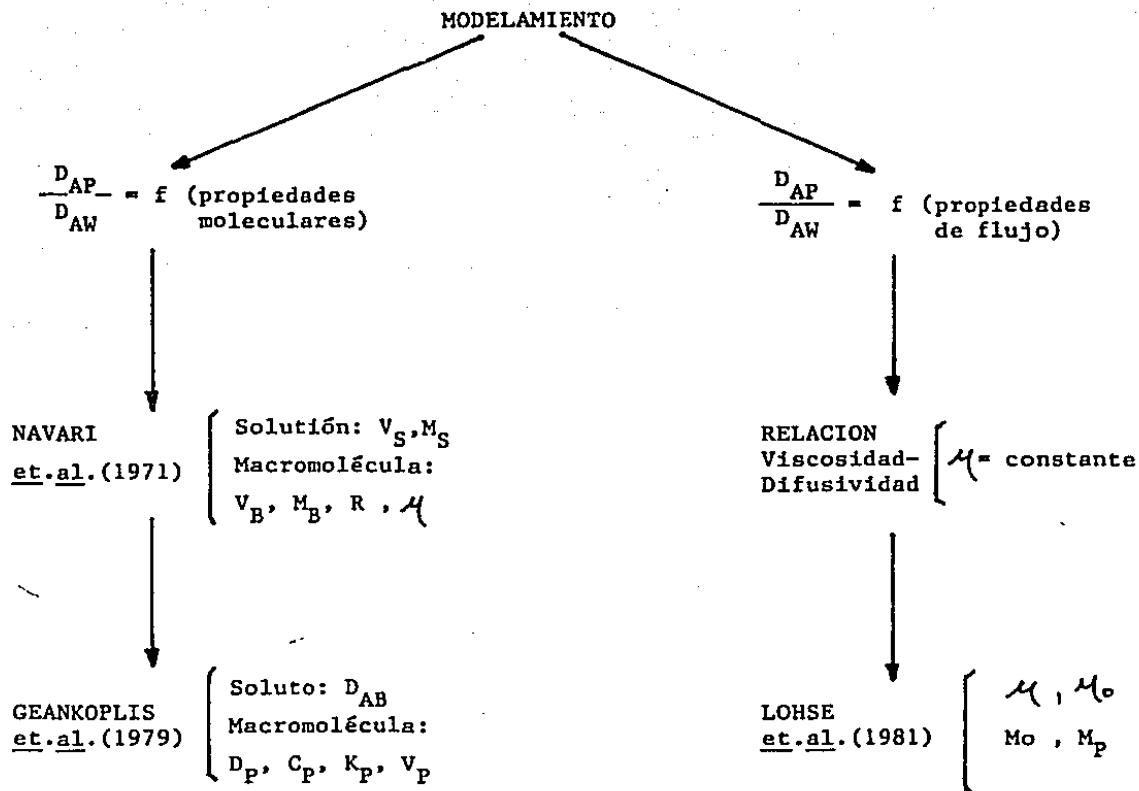 MODELAMIENTO
D_AP / D_AW = f (propiedades moleculares)
D_AP / D_AW = f (propiedades de flujo)
NAVARI
et.al.(1971)
Solutión: V_S,M_S
Macromolécula:
V_B, M_B, R , μ
RELACION
Viscosidad-
Difusividad
μ= constante
GEANKOPLIS
et.al.(1979)
Soluto: D_AB
Macromolécula:
D_P, C_P, K_P, V_P
LOHSE
et.al.(1981)
μ , μo
Mo , M_P